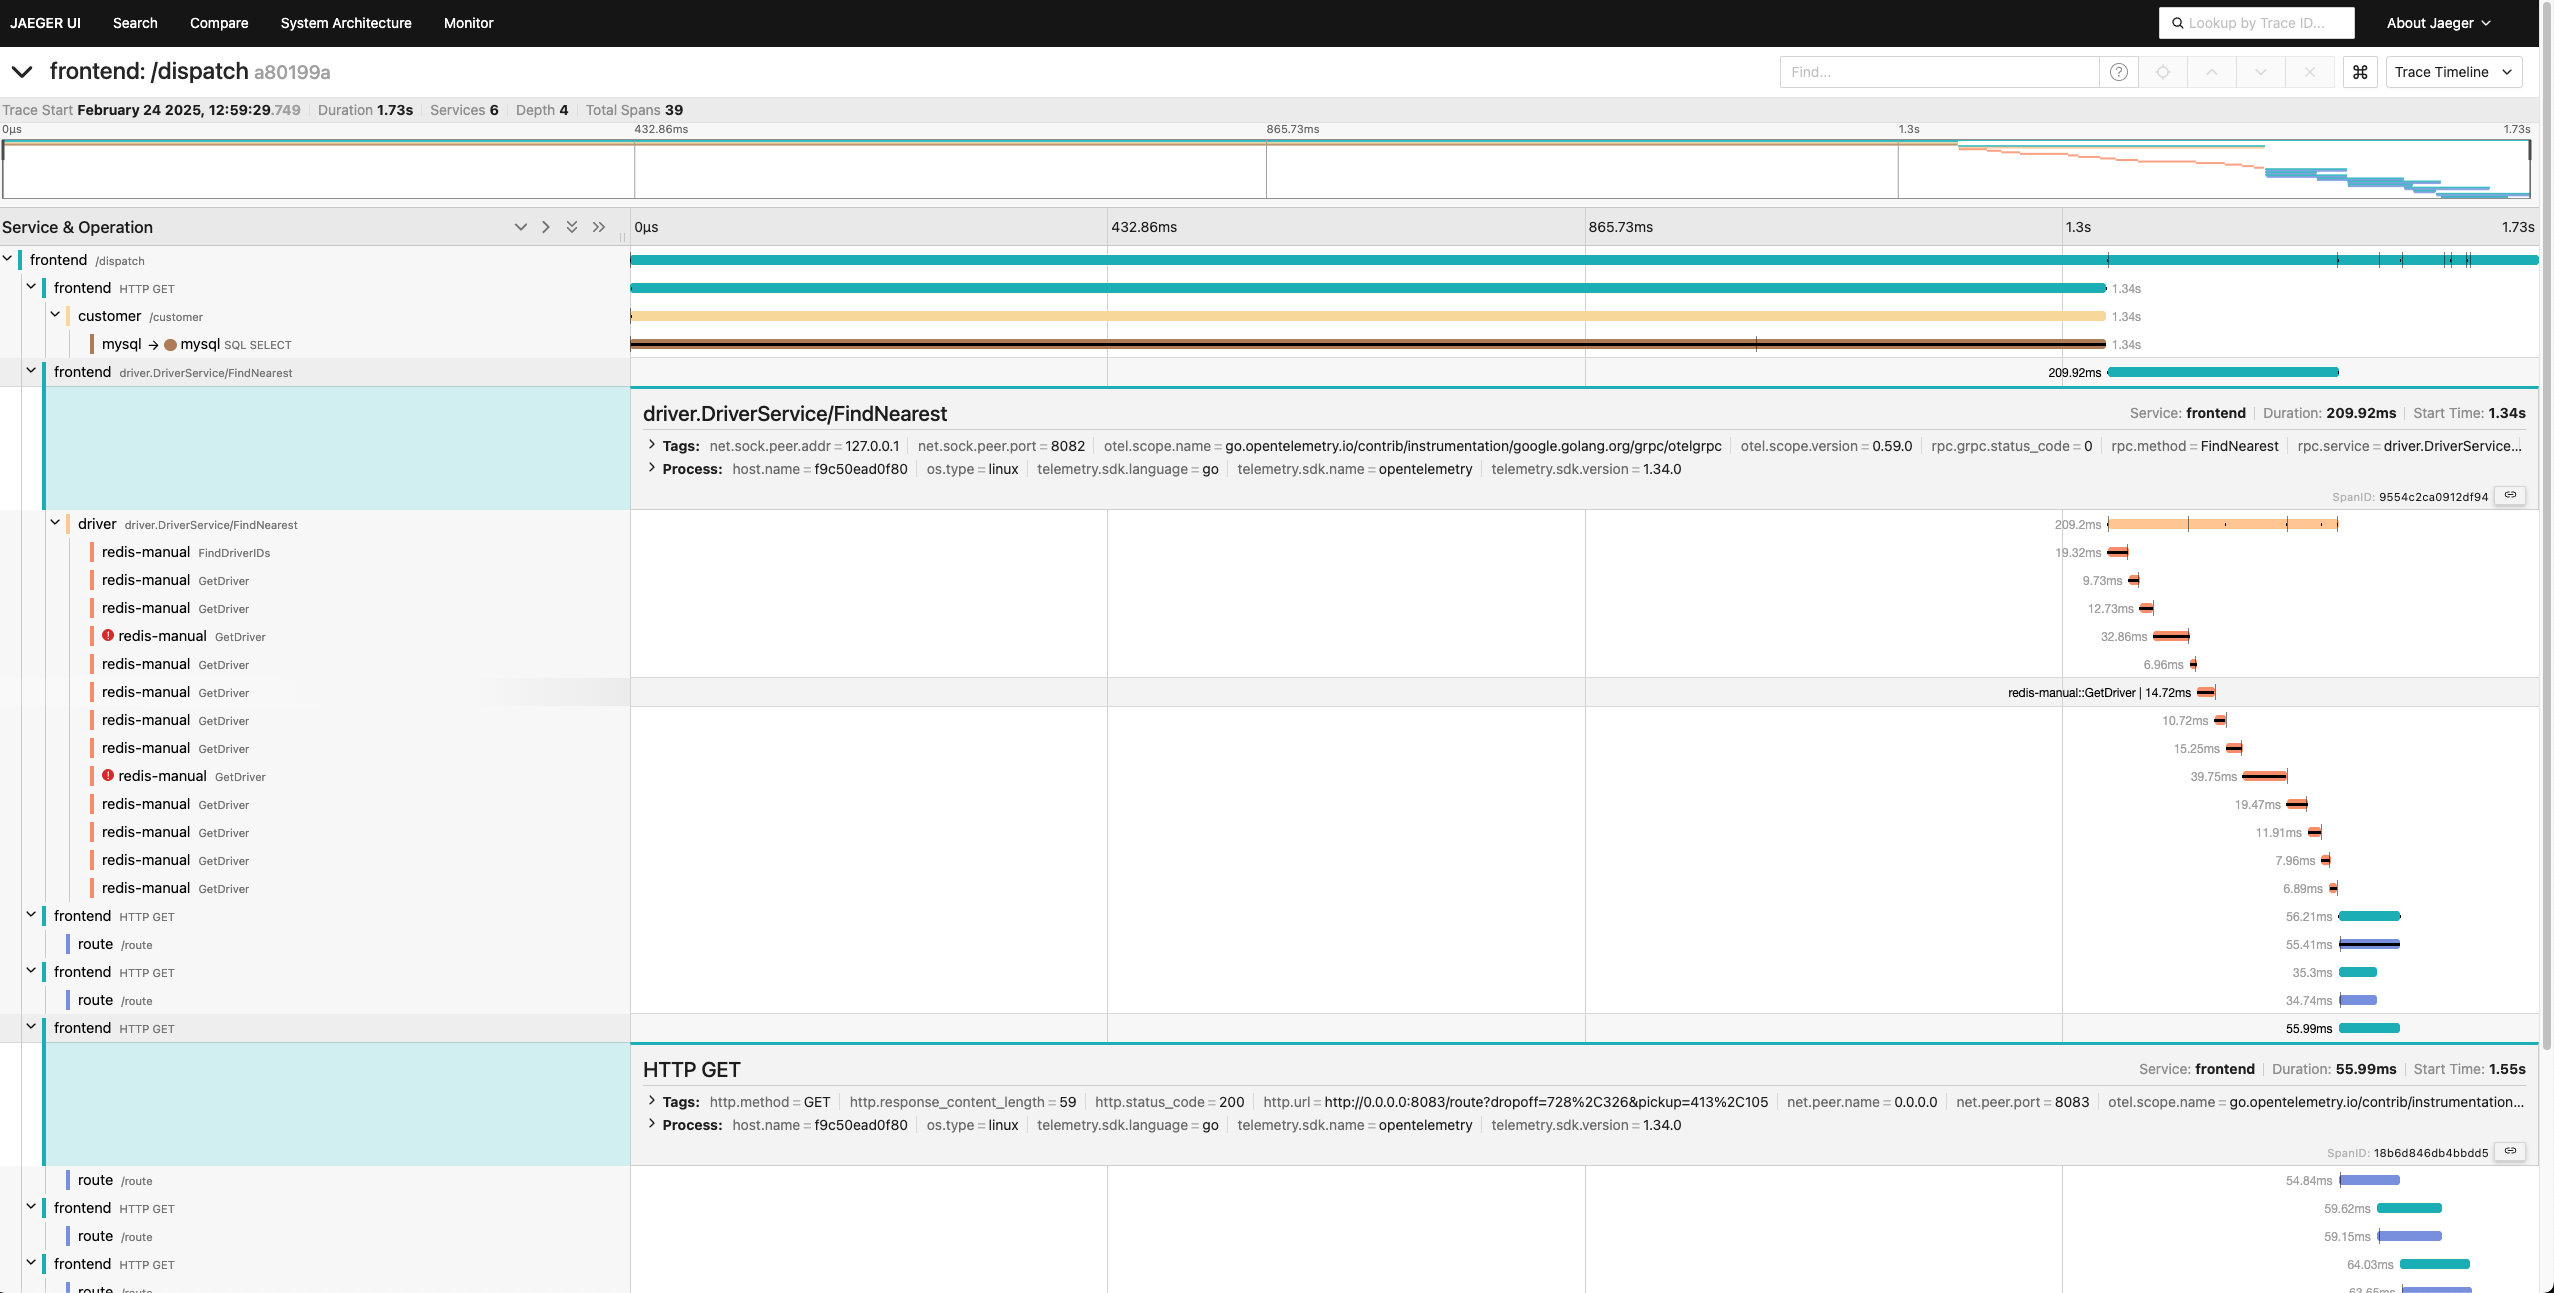 JAEGER UI Search Compare System Architecture Monitor Lookup by Trace ID... About Jaeger
frontend: /dispatch a80199a Find... Trace Timeline
Trace Start February 24 2025, 12:59:29.749 Duration 1.73s Services 6 Depth 4 Total Spans 39
0μs 432.86ms 865.73ms 1.3s 1.73s
Service & Operation 0μs 432.86ms 865.73ms 1.3s 1.73s
frontend /dispatch
frontend HTTP GET 1.34s
customer /customer 1.34s
mysql → mysql SQL SELECT 1.34s
frontend driver.DriverService/FindNearest 209.92ms
driver.DriverService/FindNearest Service: frontend Duration: 209.92ms Start Time: 1.34s
Tags: net.sock.peer.addr = 127.0.0.1 net.sock.peer.port = 8082 otel.scope.name = go.opentelemetry.io/contrib/instrumentation/google.golang.org/grpc/otelgrpc otel.scope.version = 0.59.0 rpc.grpc.status_code = 0 rpc.method = FindNearest rpc.service = driver.DriverService...
Process: host.name = f9c50ead0f80 os.type = linux telemetry.sdk.language = go telemetry.sdk.name = opentelemetry telemetry.sdk.version = 1.34.0
SpanID: 9554c2ca0912df94
driver driver.DriverService/FindNearest 209.2ms
redis-manual FindDriverIDs 19.32ms
redis-manual GetDriver 9.73ms
redis-manual GetDriver 12.73ms
redis-manual GetDriver 32.86ms
redis-manual GetDriver 6.96ms
redis-manual GetDriver redis-manual::GetDriver | 14.72ms
redis-manual GetDriver 10.72ms
redis-manual GetDriver 15.25ms
redis-manual GetDriver 39.75ms
redis-manual GetDriver 19.47ms
redis-manual GetDriver 11.91ms
redis-manual GetDriver 7.96ms
redis-manual GetDriver 6.89ms
frontend HTTP GET 56.21ms
route /route 55.41ms
frontend HTTP GET 35.3ms
route /route 34.74ms
frontend HTTP GET 55.99ms
HTTP GET Service: frontend Duration: 55.99ms Start Time: 1.55s
Tags: http.method = GET http.response_content_length = 59 http.status_code = 200 http.url = http://0.0.0.0:8083/route?dropoff=728%2C326&pickup=413%2C105 net.peer.name = 0.0.0.0 net.peer.port = 8083 otel.scope.name = go.opentelemetry.io/contrib/instrumentation...
Process: host.name = f9c50ead0f80 os.type = linux telemetry.sdk.language = go telemetry.sdk.name = opentelemetry telemetry.sdk.version = 1.34.0
SpanID: 18b6d846db4bbdd5
route /route 54.84ms
frontend HTTP GET 59.62ms
route /route 59.15ms
frontend HTTP GET 64.03ms
route /route 63.65ms